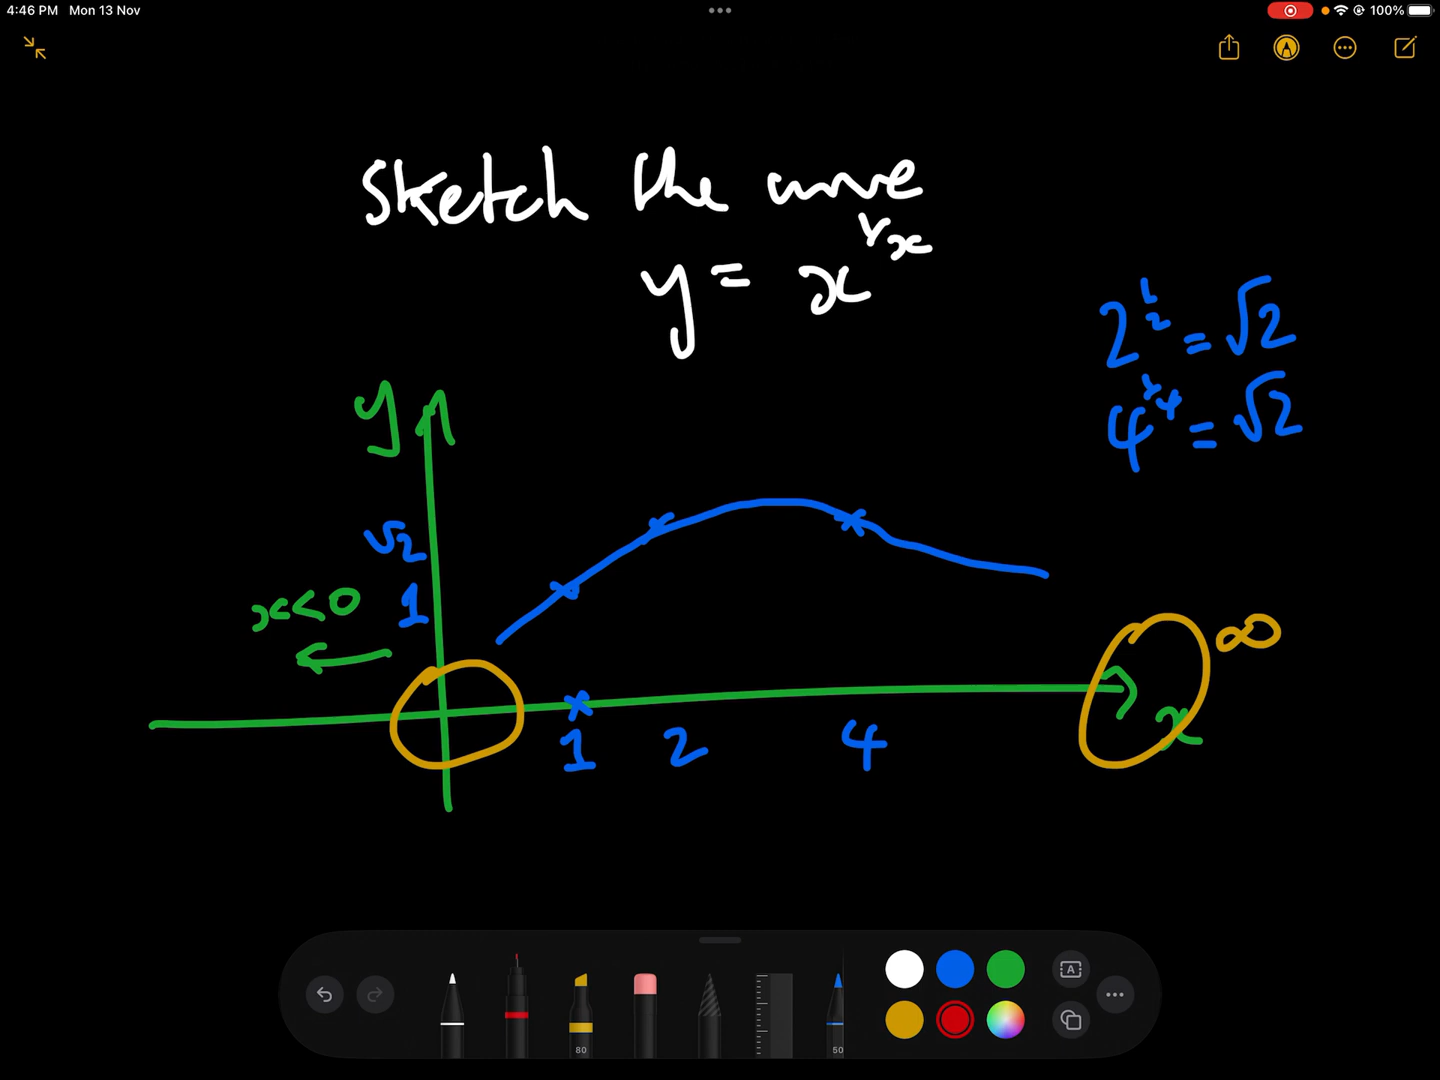 4:46 PM Mon 13 Nov
100%
Sketch the curve
y = x^{1/x}
2^{1/2} = √2
4^{1/4} = √2
y
√2
1
x<0
∞
x
1 2 4
A
80
50